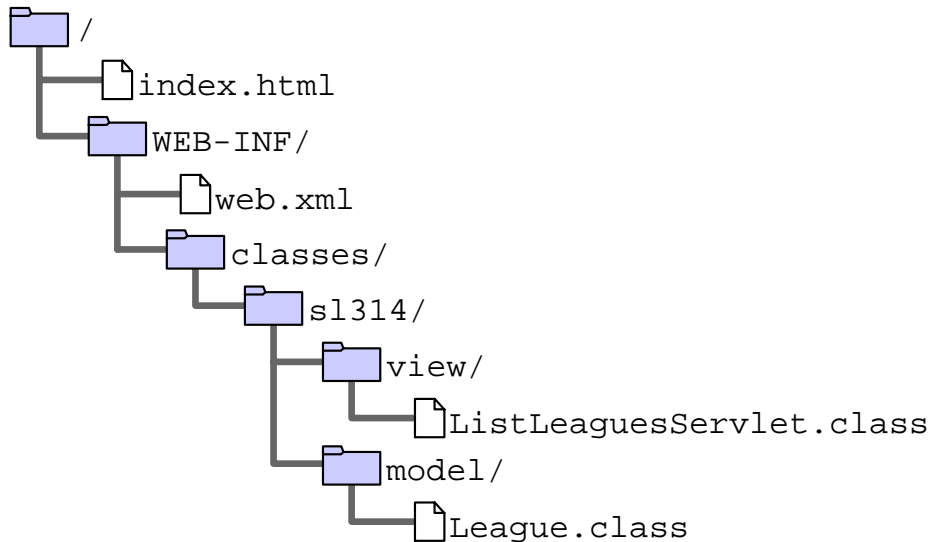 /
index.html
WEB-INF/
web.xml
classes/
sl314/
view/
ListLeaguesServlet.class
model/
League.class